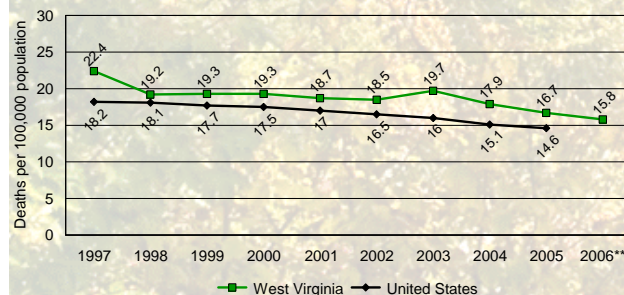 Deaths per 100,000 population
30
25
20
15
10
5
0
22.4 19.2 19.3 19.3 18.7 18.5 19.7 17.9 16.7 15.8
18.2 18.1 17.7 17.5 17 16.5 16 15.1 14.6
1997 1998 1999 2000 2001 2002 2003 2004 2005 2006**
West Virginia United States